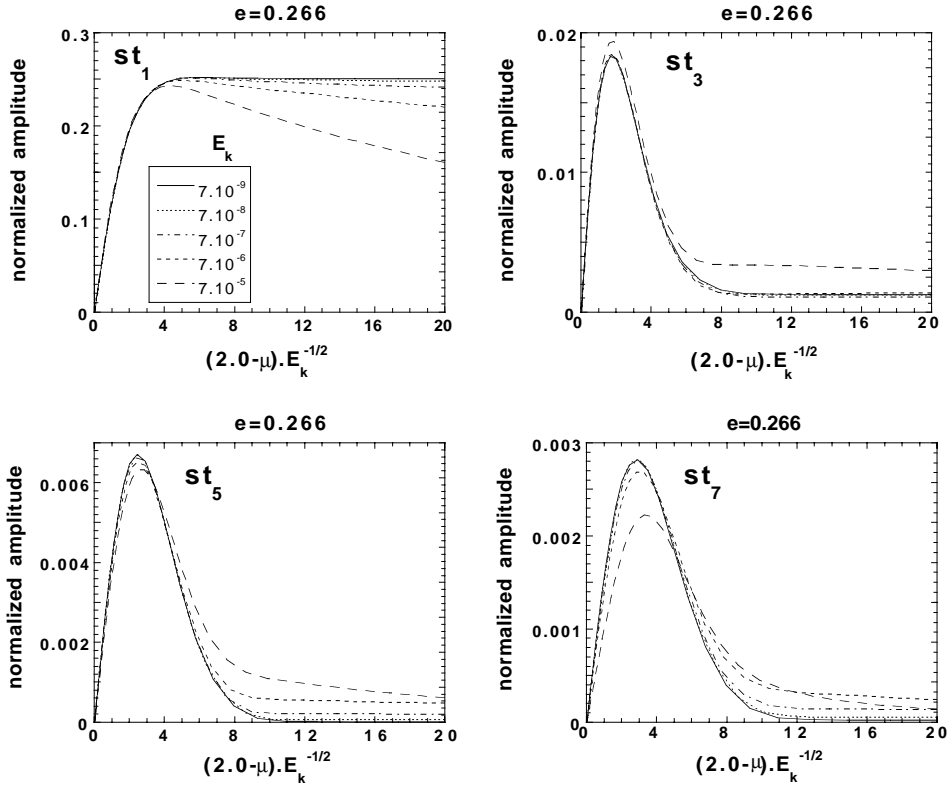 e=0.266
st₁
normalized amplitude
0.3
0.2
0.1
0
Eₖ
7.10⁻⁹
7.10⁻⁸
7.10⁻⁷
7.10⁻⁶
7.10⁻⁵
0 4 8 12 16 20
(2.0-μ).Eₖ⁻¹/²
e=0.266
st₃
normalized amplitude
0.02
0.01
0
0 4 8 12 16 20
(2.0-μ).Eₖ⁻¹/²
e=0.266
st₅
normalized amplitude
0.006
0.004
0.002
0
0 4 8 12 16 20
(2.0-μ).Eₖ⁻¹/²
e=0.266
st₇
normalized amplitude
0.003
0.002
0.001
0
0 4 8 12 16 20
(2.0-μ).Eₖ⁻¹/²